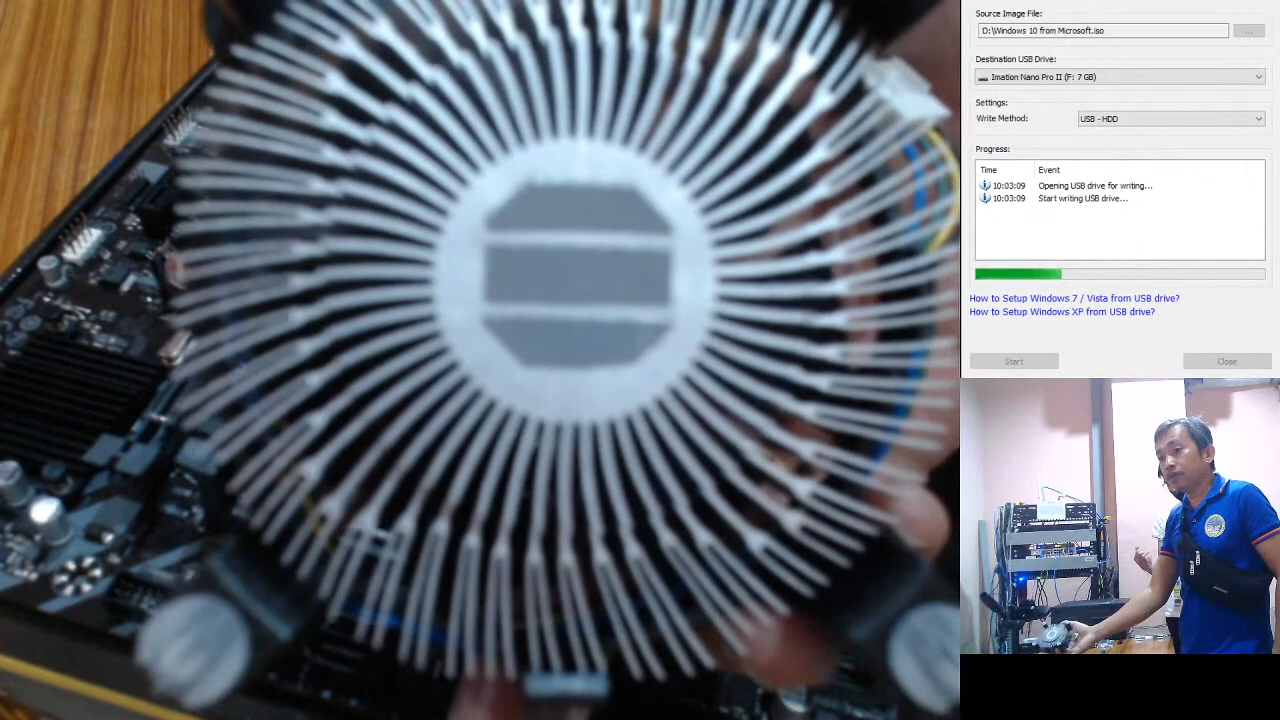 Source Image File:
D:\Windows 10 from Microsoft.iso
...
Destination USB Drive:
Imation Nano Pro II (F: 7 GB)
Settings:
Write Method:
USB - HDD
Progress:
Time Event
10:03:09 Opening USB drive for writing...
10:03:09 Start writing USB drive...
How to Setup Windows 7 / Vista from USB drive?
How to Setup Windows XP from USB drive?
Start Close